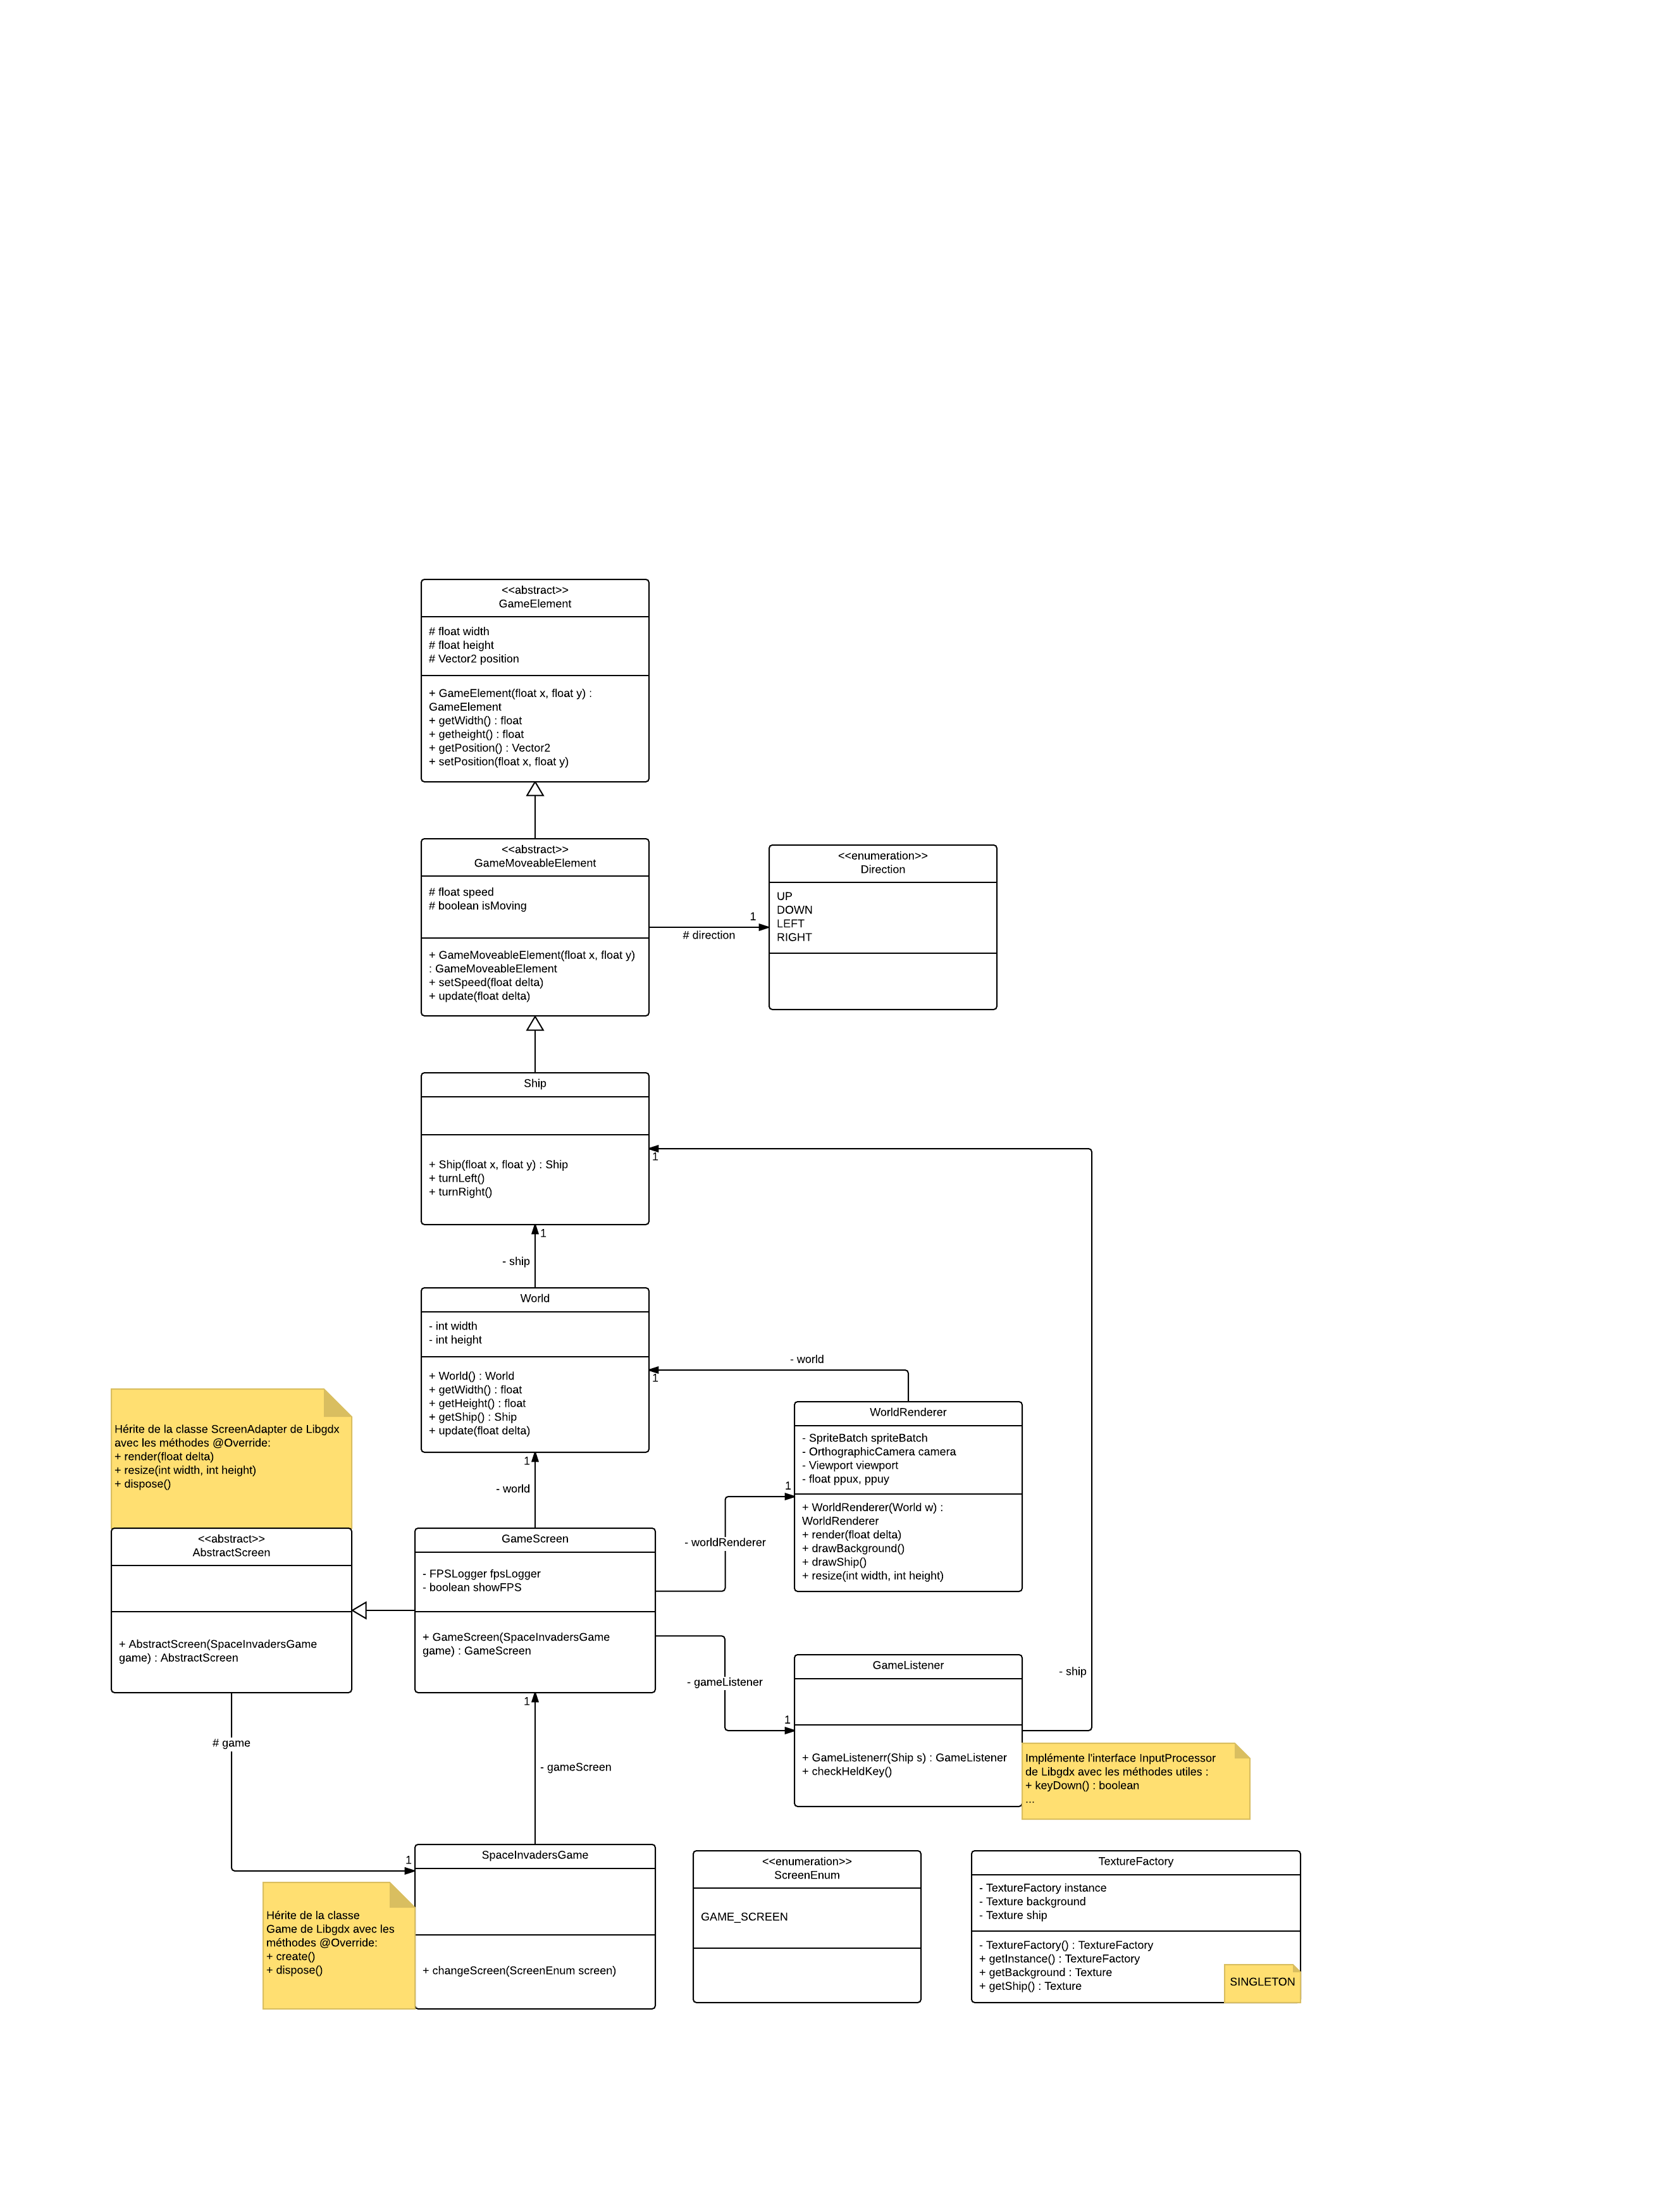 <<abstract>>
GameElement
# float width
# float height
# Vector2 position
+ GameElement(float x, float y) :
GameElement
+ getWidth() : float
+ getheight() : float
+ getPosition() : Vector2
+ setPosition(float x, float y)
<<abstract>>
GameMoveableElement
# float speed
# boolean isMoving
+ GameMoveableElement(float x, float y)
: GameMoveableElement
+ setSpeed(float delta)
+ update(float delta)
1
# direction
<<enumeration>>
Direction
UP
DOWN
LEFT
RIGHT
Ship
+ Ship(float x, float y) : Ship
+ turnLeft()
+ turnRight()
1
1
- ship
World
- int width
- int height
+ World() : World
+ getWidth() : float
+ getHeight() : float
+ getShip() : Ship
+ update(float delta)
- world
1
1
- world
WorldRenderer
- SpriteBatch spriteBatch
- OrthographicCamera camera
- Viewport viewport
- float ppux, ppuy
+ WorldRenderer(World w) :
WorldRenderer
+ render(float delta)
+ drawBackground()
+ drawShip()
+ resize(int width, int height)
Hérite de la classe ScreenAdapter de Libgdx
avec les méthodes @Override:
+ render(float delta)
+ resize(int width, int height)
+ dispose()
<<abstract>>
AbstractScreen
+ AbstractScreen(SpaceInvadersGame
game) : AbstractScreen
GameScreen
- FPSLogger fpsLogger
- boolean showFPS
+ GameScreen(SpaceInvadersGame
game) : GameScreen
1
- worldRenderer
- gameListener
1
GameListener
+ GameListenerr(Ship s) : GameListener
+ checkHeldKey()
- ship
Implémente l'interface InputProcessor
de Libgdx avec les méthodes utiles :
+ keyDown() : boolean
...
1
- gameScreen
# game
1
SpaceInvadersGame
+ changeScreen(ScreenEnum screen)
Hérite de la classe
Game de Libgdx avec les
méthodes @Override:
+ create()
+ dispose()
<<enumeration>>
ScreenEnum
GAME_SCREEN
TextureFactory
- TextureFactory instance
- Texture background
- Texture ship
- TextureFactory() : TextureFactory
+ getInstance() : TextureFactory
+ getBackground : Texture
+ getShip() : Texture
SINGLETON